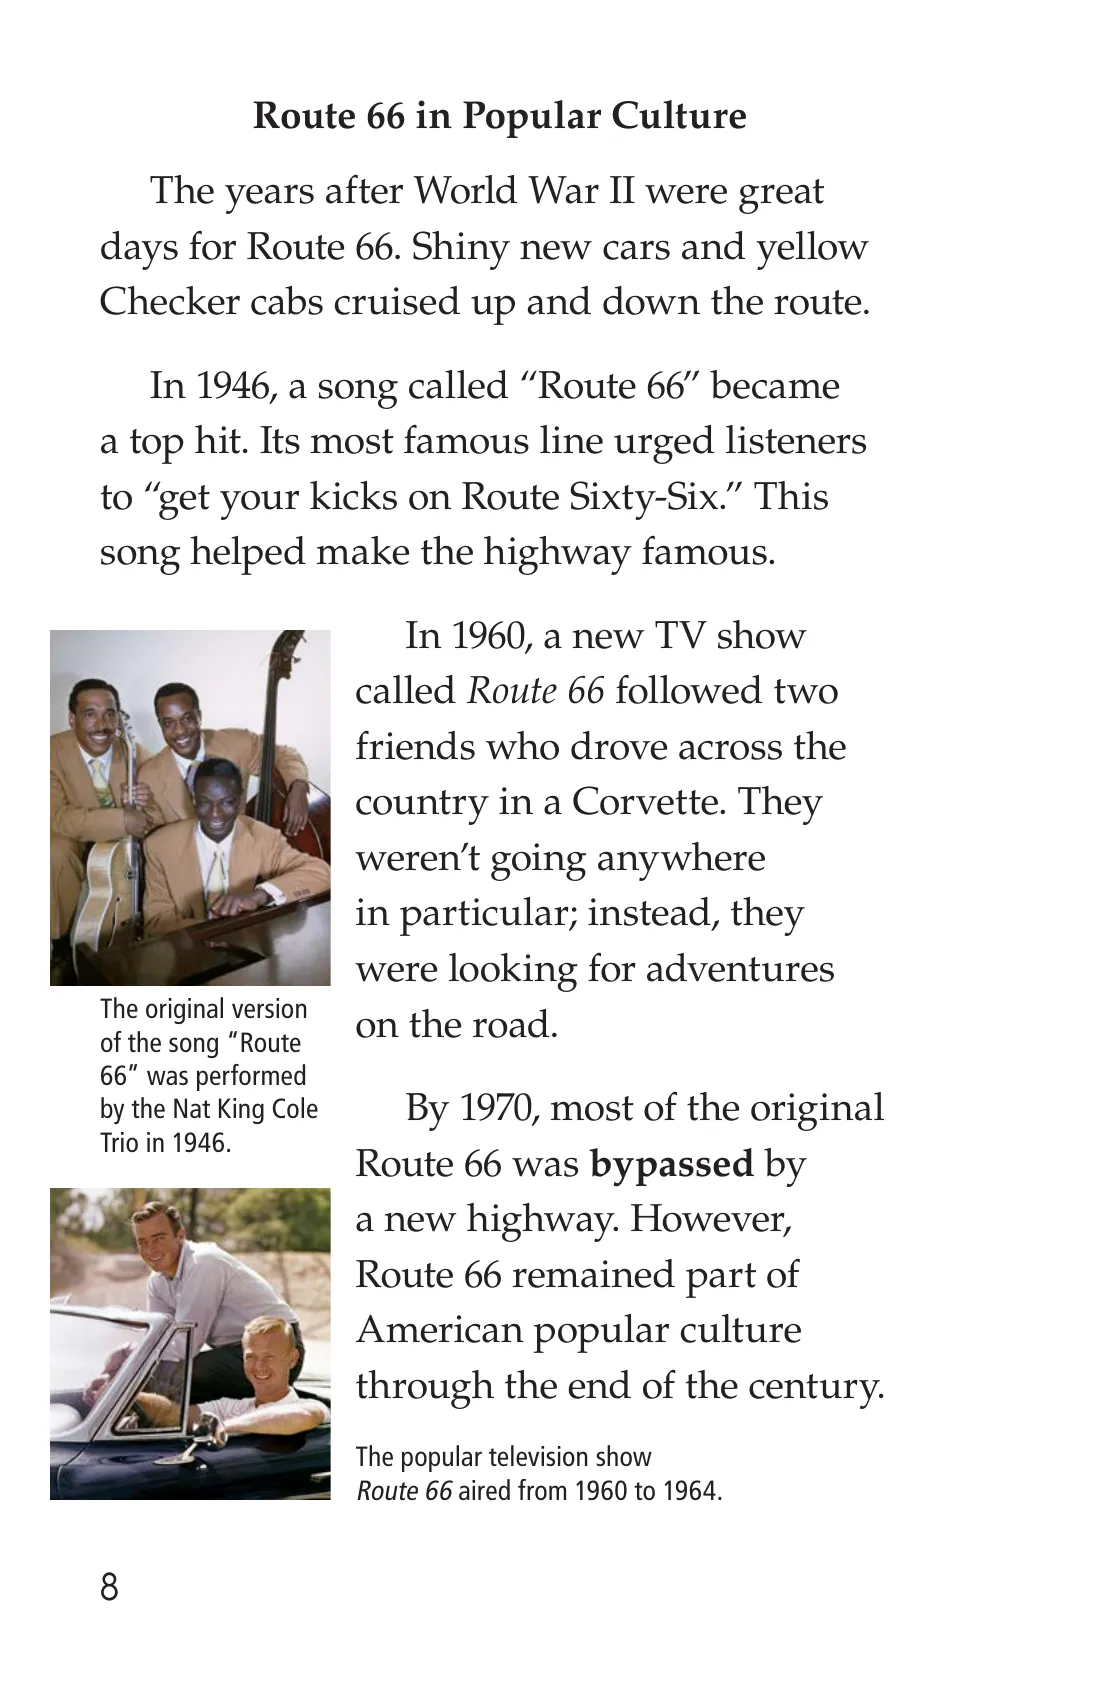 Route 66 in Popular Culture
The years after World War II were great
days for Route 66. Shiny new cars and yellow
Checker cabs cruised up and down the route.
In 1946, a song called “Route 66” became
a top hit. Its most famous line urged listeners
to “get your kicks on Route Sixty-Six.” This
song helped make the highway famous.
In 1960, a new TV show
called Route 66 followed two
friends who drove across the
country in a Corvette. They
weren’t going anywhere
in particular; instead, they
were looking for adventures
on the road.
The original version
of the song “Route
66” was performed
by the Nat King Cole
Trio in 1946.
By 1970, most of the original
Route 66 was bypassed by
a new highway. However,
Route 66 remained part of
American popular culture
through the end of the century.
The popular television show
Route 66 aired from 1960 to 1964.
8